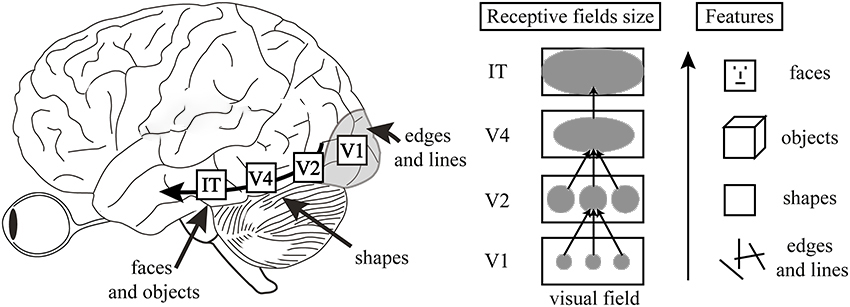 IT
V4
V2
V1
edges
and lines
shapes
faces
and objects
Receptive fields size
IT
V4
V2
V1
visual field
Features
faces
objects
shapes
edges
and lines